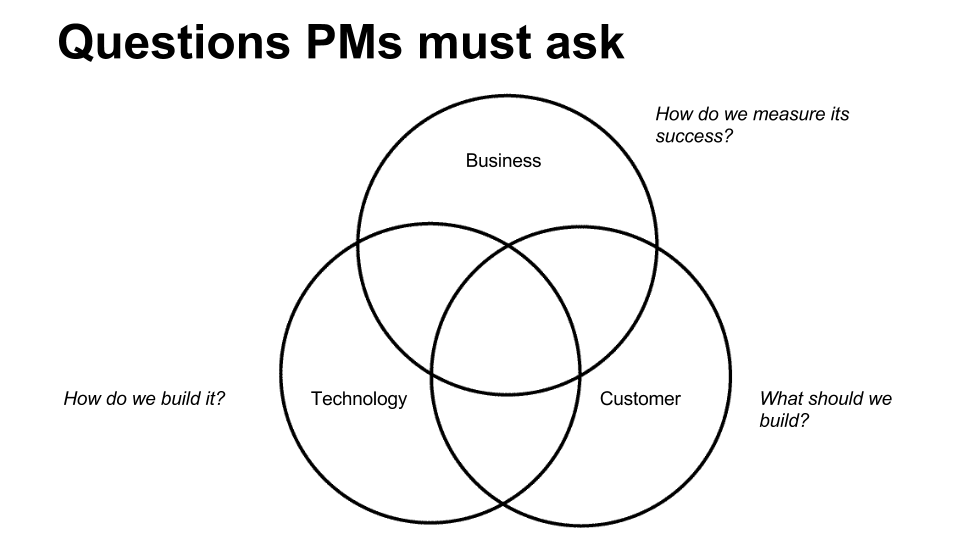 Questions PMs must ask
How do we measure its
success?
Business
How do we build it?
Technology
Customer
What should we
build?